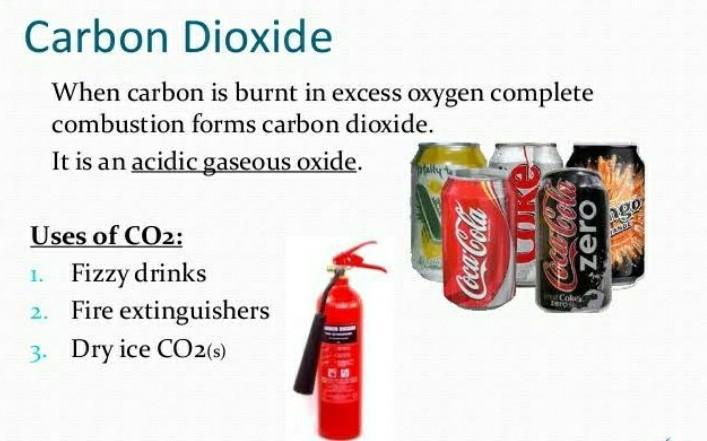 Carbon Dioxide
When carbon is burnt in excess oxygen complete
combustion forms carbon dioxide.
It is an acidic gaseous oxide.
Uses of CO2:
1. Fizzy drinks
2. Fire extinguishers
3. Dry ice CO2(s)
Coca-Cola
Coca-Cola
zero